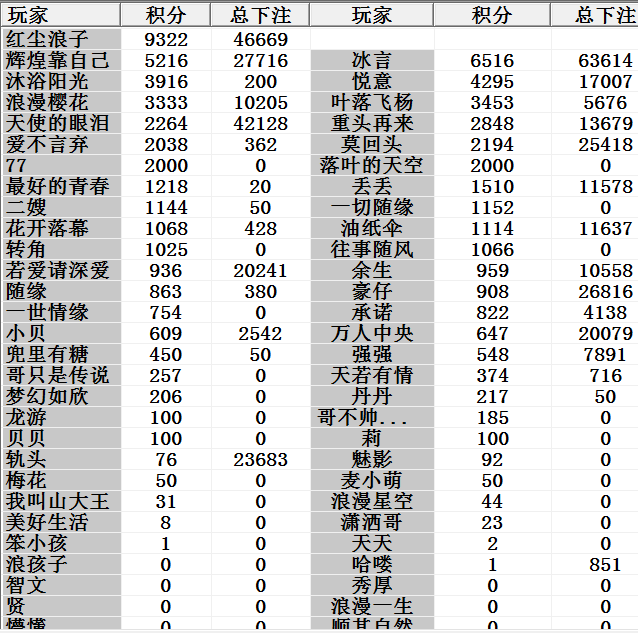 玩家 积分 总下注 玩家 积分 总下注
红尘浪子 9322 46669
辉煌靠自己 5216 27716 冰言 6516 63614
沐浴阳光 3916 200 悦意 4295 17007
浪漫樱花 3333 10205 叶落飞杨 3453 5676
天使的眼泪 2264 42128 重头再来 2848 13679
爱不言弃 2038 362 莫回头 2194 25418
77 2000 0 落叶的天空 2000 0
最好的青春 1218 20 丢丢 1510 11578
二嫂 1144 50 一切随缘 1152 0
花开落幕 1068 428 油纸伞 1114 11637
转角 1025 0 往事随风 1066 0
若爱请深爱 936 20241 余生 959 10558
随缘 863 380 豪仔 908 26816
一世情缘 754 0 承诺 822 4138
小贝 609 2542 万人中央 647 20079
兜里有糖 450 50 强强 548 7891
哥只是传说 257 0 天若有情 374 716
梦幻如欣 206 0 丹丹 217 50
龙游 100 0 哥不帅... 185 0
贝贝 100 0 莉 100 0
轨头 76 23683 魅影 92 0
梅花 50 0 麦小萌 50 0
我叫山大王 31 0 浪漫星空 44 0
美好生活 8 0 潇洒哥 23 0
笨小孩 1 0 天天 2 0
浪孩子 0 0 哈喽 1 851
智文 0 0 秀厚 0 0
贤 0 0 浪漫一生 0 0
懵懂 0 0 顺其自然 0 0